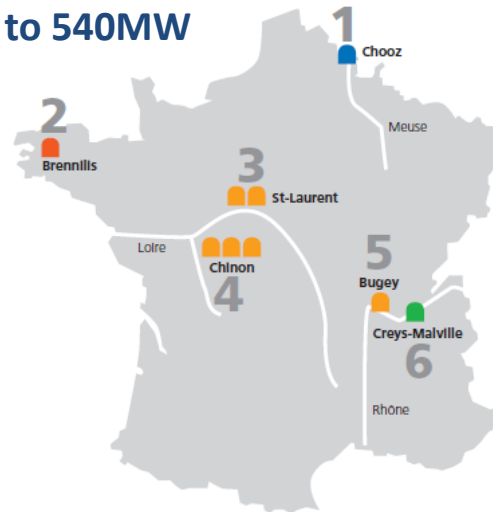 to 540MW
1
Chooz
Meuse
2
Brennilis
3
St-Laurent
Loire
Chinon
4
5
Bugey
Creys-Malville
6
Rhône